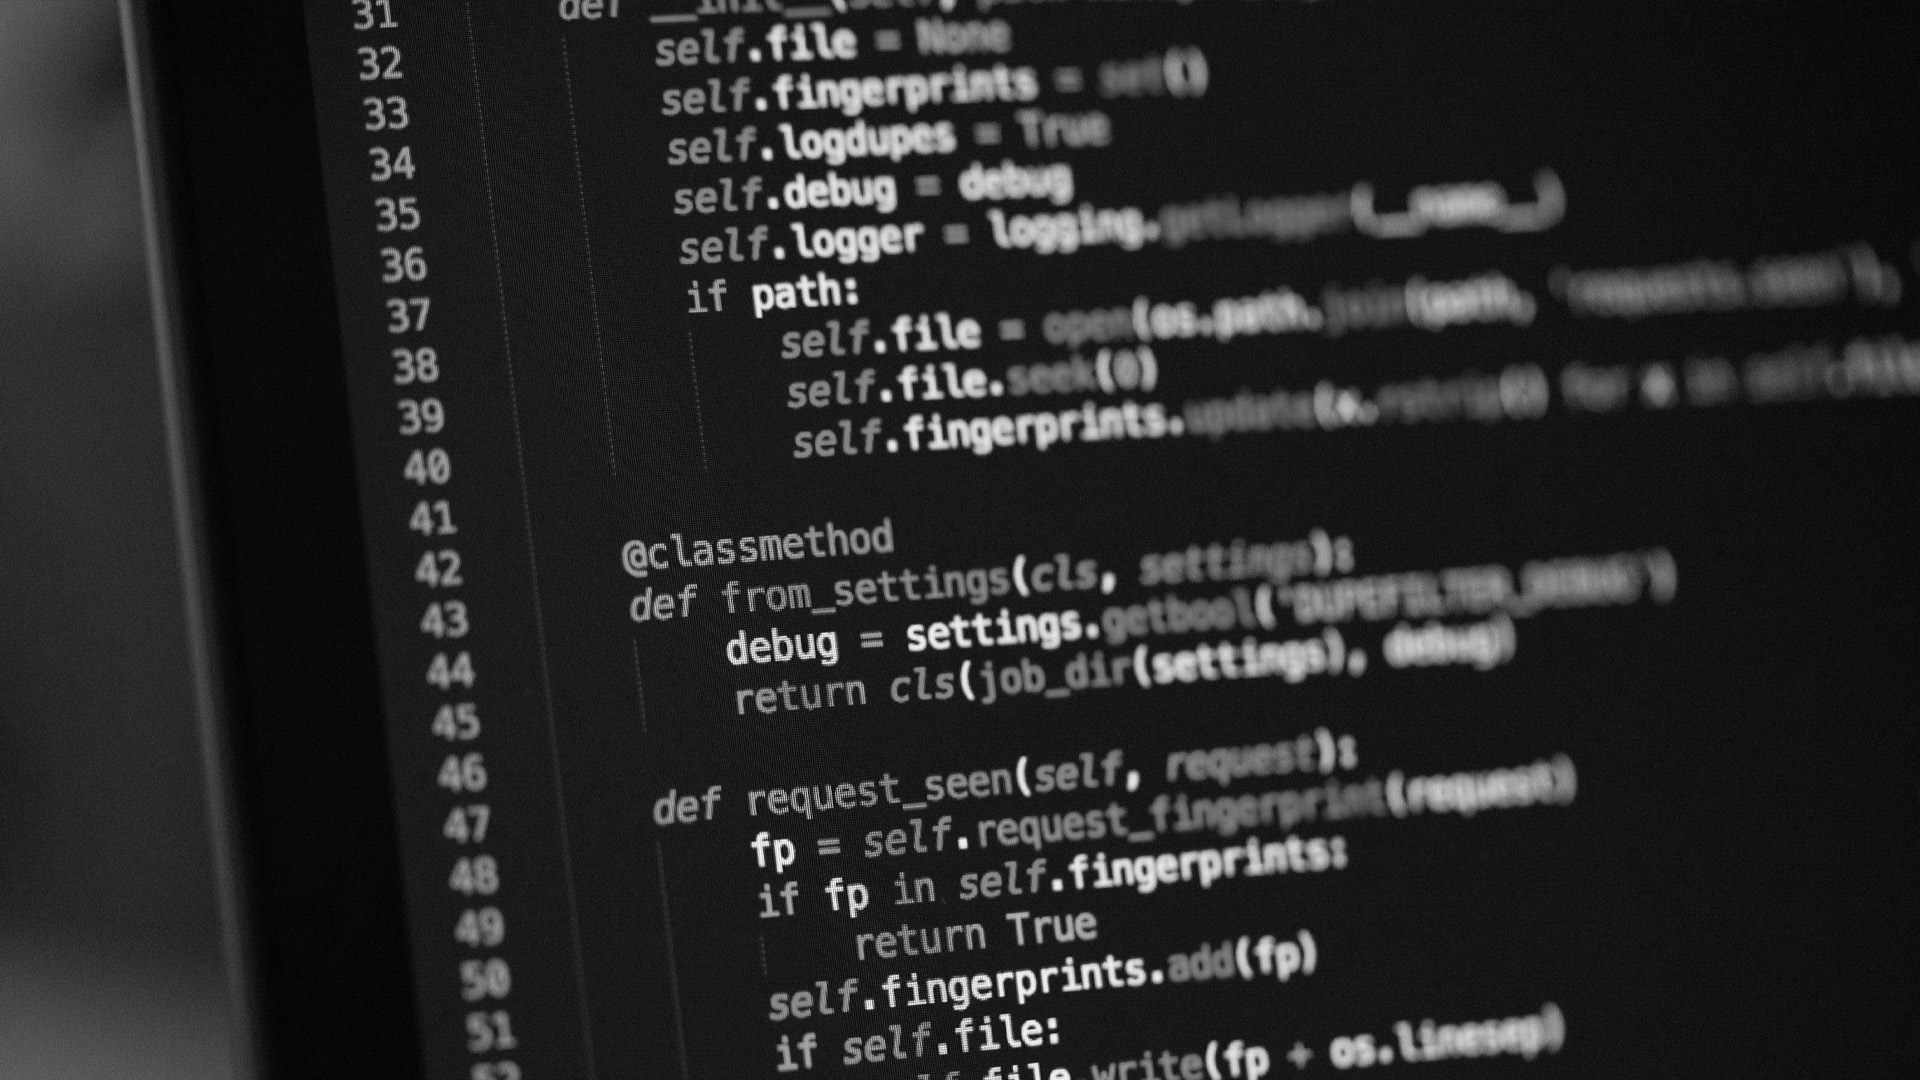 31 def __init__(self,
32 self.file = None
33 self.fingerprints = set()
34 self.logdupes = True
35 self.debug = debug
36 self.logger = logging.getLogger(__name__)
37 if path:
38 self.file = open(os.path.join(path, 'requests.seen'),
39 self.file.seek(0)
40 self.fingerprints.update(x.rstrip() for x in self.file
41
42 @classmethod
43 def from_settings(cls, settings):
44 debug = settings.getbool('DUPEFILTER_DEBUG')
45 return cls(job_dir(settings), debug)
46
47 def request_seen(self, request):
48 fp = self.request_fingerprint(request)
49 if fp in self.fingerprints:
50 return True
51 self.fingerprints.add(fp)
52 if self.file:
self.file.write(fp + os.linesep)